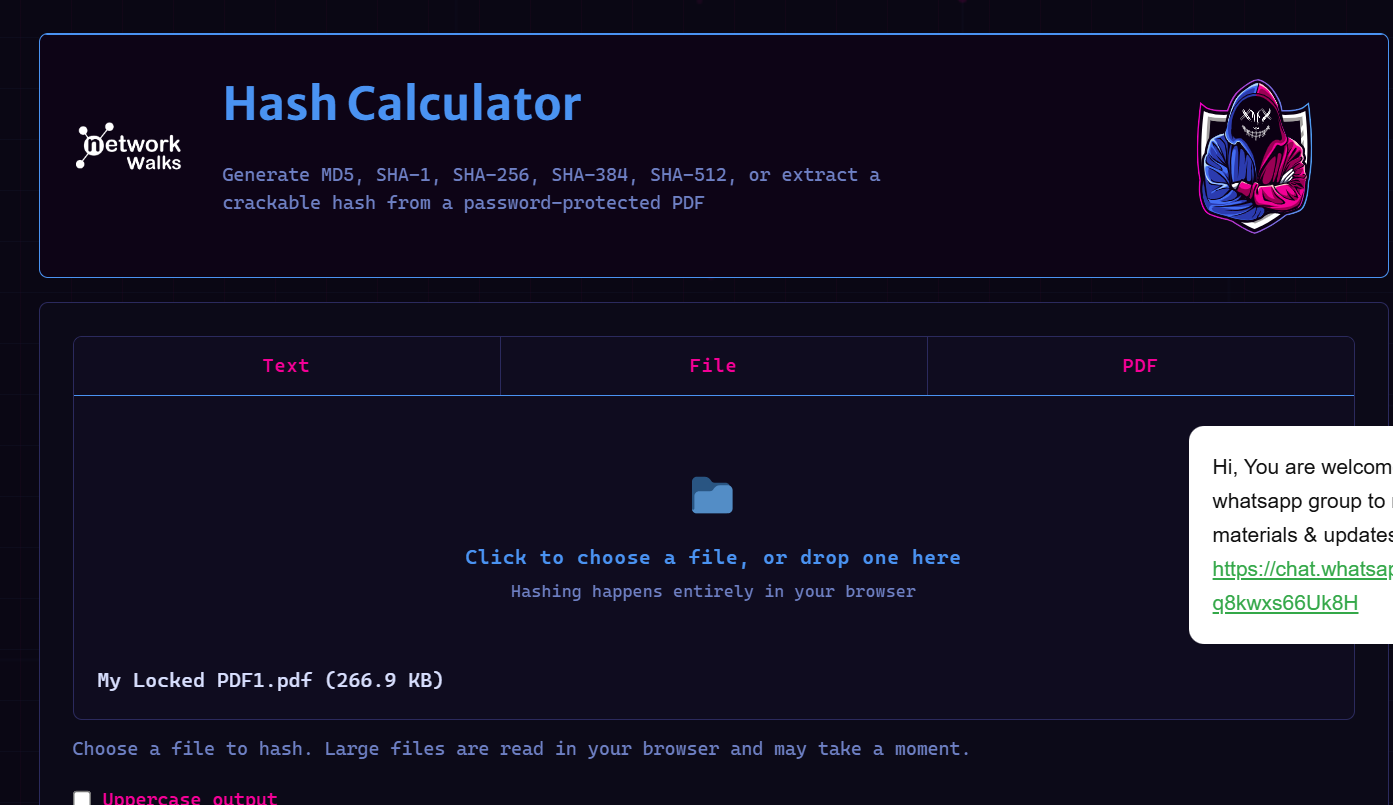 network
Walks
Hash Calculator
Generate MD5, SHA-1, SHA-256, SHA-384, SHA-512, or extract a
crackable hash from a password-protected PDF
Text
File
PDF
Click to choose a file, or drop one here
Hashing happens entirely in your browser
My Locked PDF1.pdf (266.9 KB)
Hi, You are welcom
whatsapp group to
materials & updates
https://chat.whatsap
q8kwxs66Uk8H
Choose a file to hash. Large files are read in your browser and may take a moment.
Uppercase output